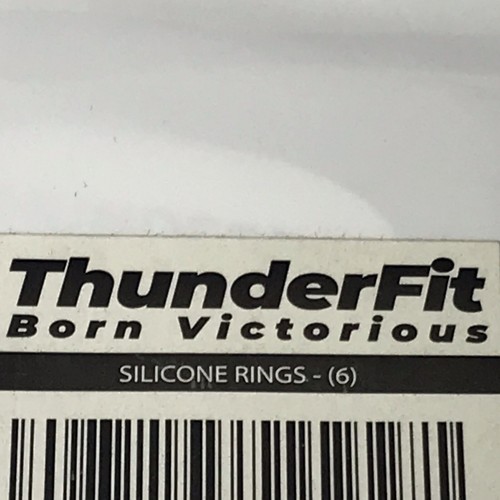 ThunderFit
Born Victorious
SILICONE RINGS - (6)